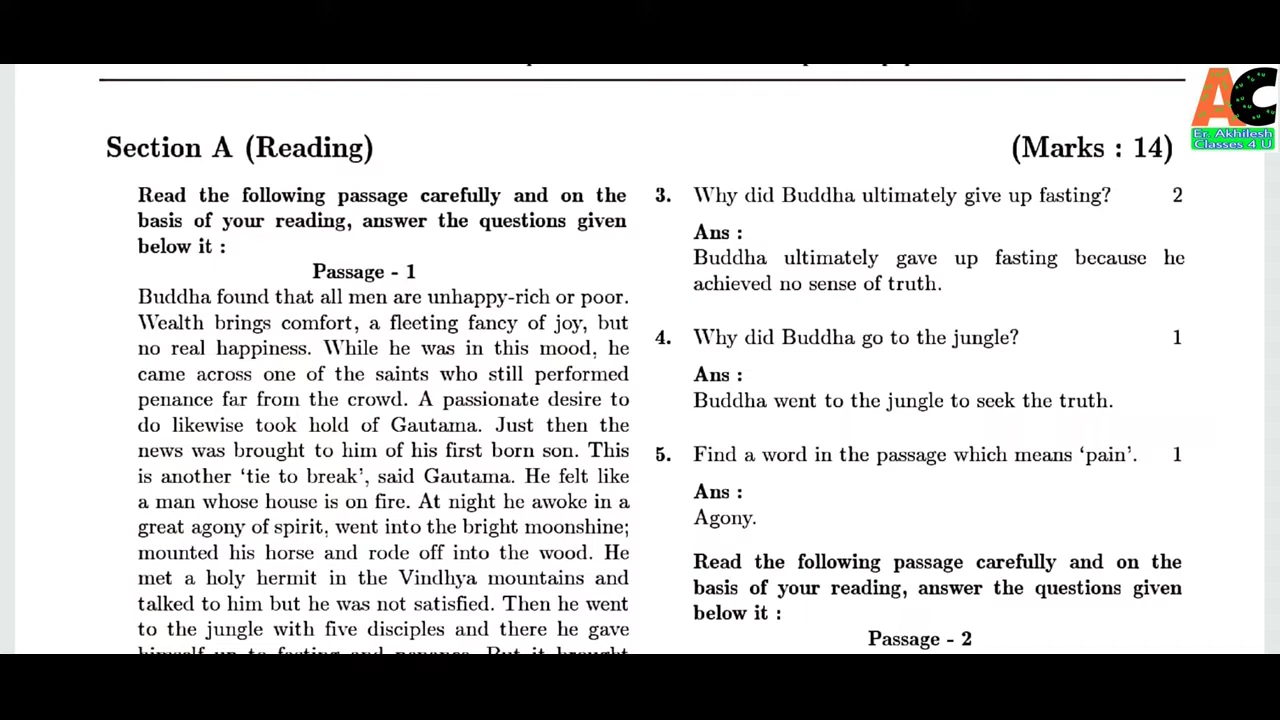 Section A (Reading)
(Marks : 14)
Read the following passage carefully and on the
basis of your reading, answer the questions given
below it :
Passage - 1
Buddha found that all men are unhappy-rich or poor.
Wealth brings comfort, a fleeting fancy of joy, but
no real happiness. While he was in this mood, he
came across one of the saints who still performed
penance far from the crowd. A passionate desire to
do likewise took hold of Gautama. Just then the
news was brought to him of his first born son. This
is another ‘tie to break’, said Gautama. He felt like
a man whose house is on fire. At night he awoke in a
great agony of spirit, went into the bright moonshine;
mounted his horse and rode off into the wood. He
met a holy hermit in the Vindhya mountains and
talked to him but he was not satisfied. Then he went
to the jungle with five disciples and there he gave
himself up to fasting and penance. But it brought
3. Why did Buddha ultimately give up fasting? 2
Ans :
Buddha ultimately gave up fasting because he
achieved no sense of truth.
4. Why did Buddha go to the jungle? 1
Ans :
Buddha went to the jungle to seek the truth.
5. Find a word in the passage which means ‘pain’. 1
Ans :
Agony.
Read the following passage carefully and on the
basis of your reading, answer the questions given
below it :
Passage - 2
AC
Er. Akhilesh
Classes 4 U